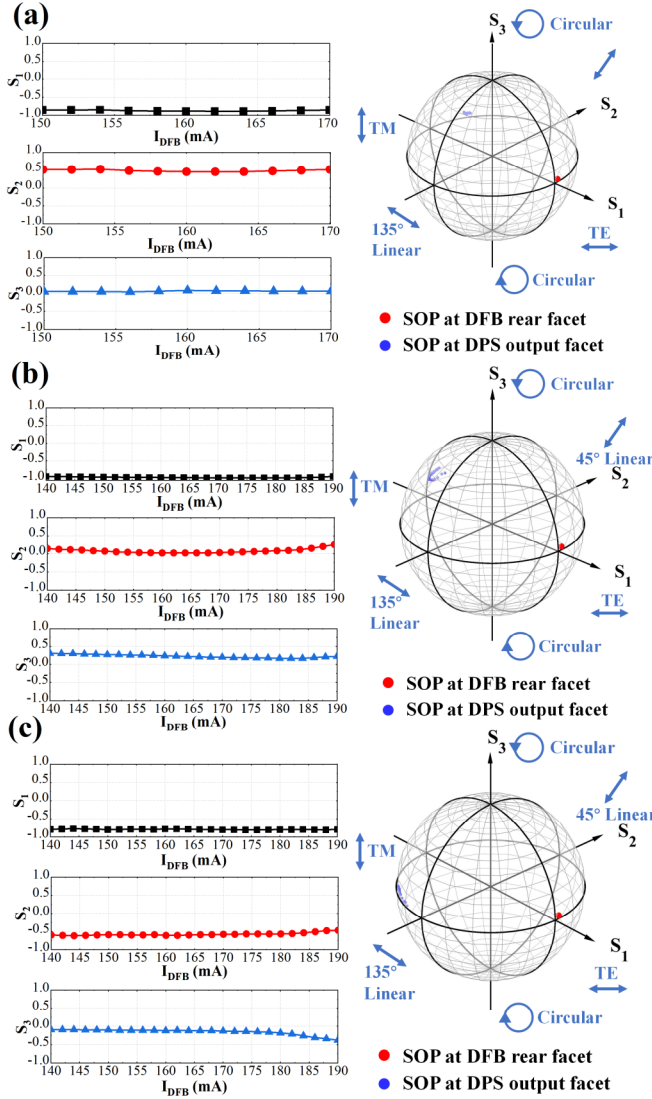 (a)
S3
Circular
1.0
0.5
0.0
-0.5
-1.0
S1
150 155 160 165 170
IDFB (mA)
S2
TM
1.0
0.5
0.0
-0.5
-1.0
S2
150 155 160 165 170
IDFB (mA)
S1
135°
Linear
TE
1.0
0.5
0.0
-0.5
-1.0
S3
150 155 160 165 170
IDFB (mA)
Circular
SOP at DFB rear facet
SOP at DPS output facet
(b)
S3
Circular
1.0
0.5
0.0
-0.5
-1.0
S1
140 145 150 155 160 165 170 175 180 185 190
IDFB (mA)
45° Linear
S2
TM
1.0
0.5
0.0
-0.5
-1.0
S2
140 145 150 155 160 165 170 175 180 185 190
IDFB (mA)
S1
135°
Linear
TE
1.0
0.5
0.0
-0.5
-1.0
S3
140 145 150 155 160 165 170 175 180 185 190
IDFB (mA)
Circular
SOP at DFB rear facet
SOP at DPS output facet
(c)
S3
Circular
1.0
0.5
0.0
-0.5
-1.0
S1
140 145 150 155 160 165 170 175 180 185 190
IDFB (mA)
45° Linear
S2
TM
1.0
0.5
0.0
-0.5
-1.0
S2
140 145 150 155 160 165 170 175 180 185 190
IDFB (mA)
S1
135°
Linear
TE
1.0
0.5
0.0
-0.5
-1.0
S3
140 145 150 155 160 165 170 175 180 185 190
IDFB (mA)
Circular
SOP at DFB rear facet
SOP at DPS output facet